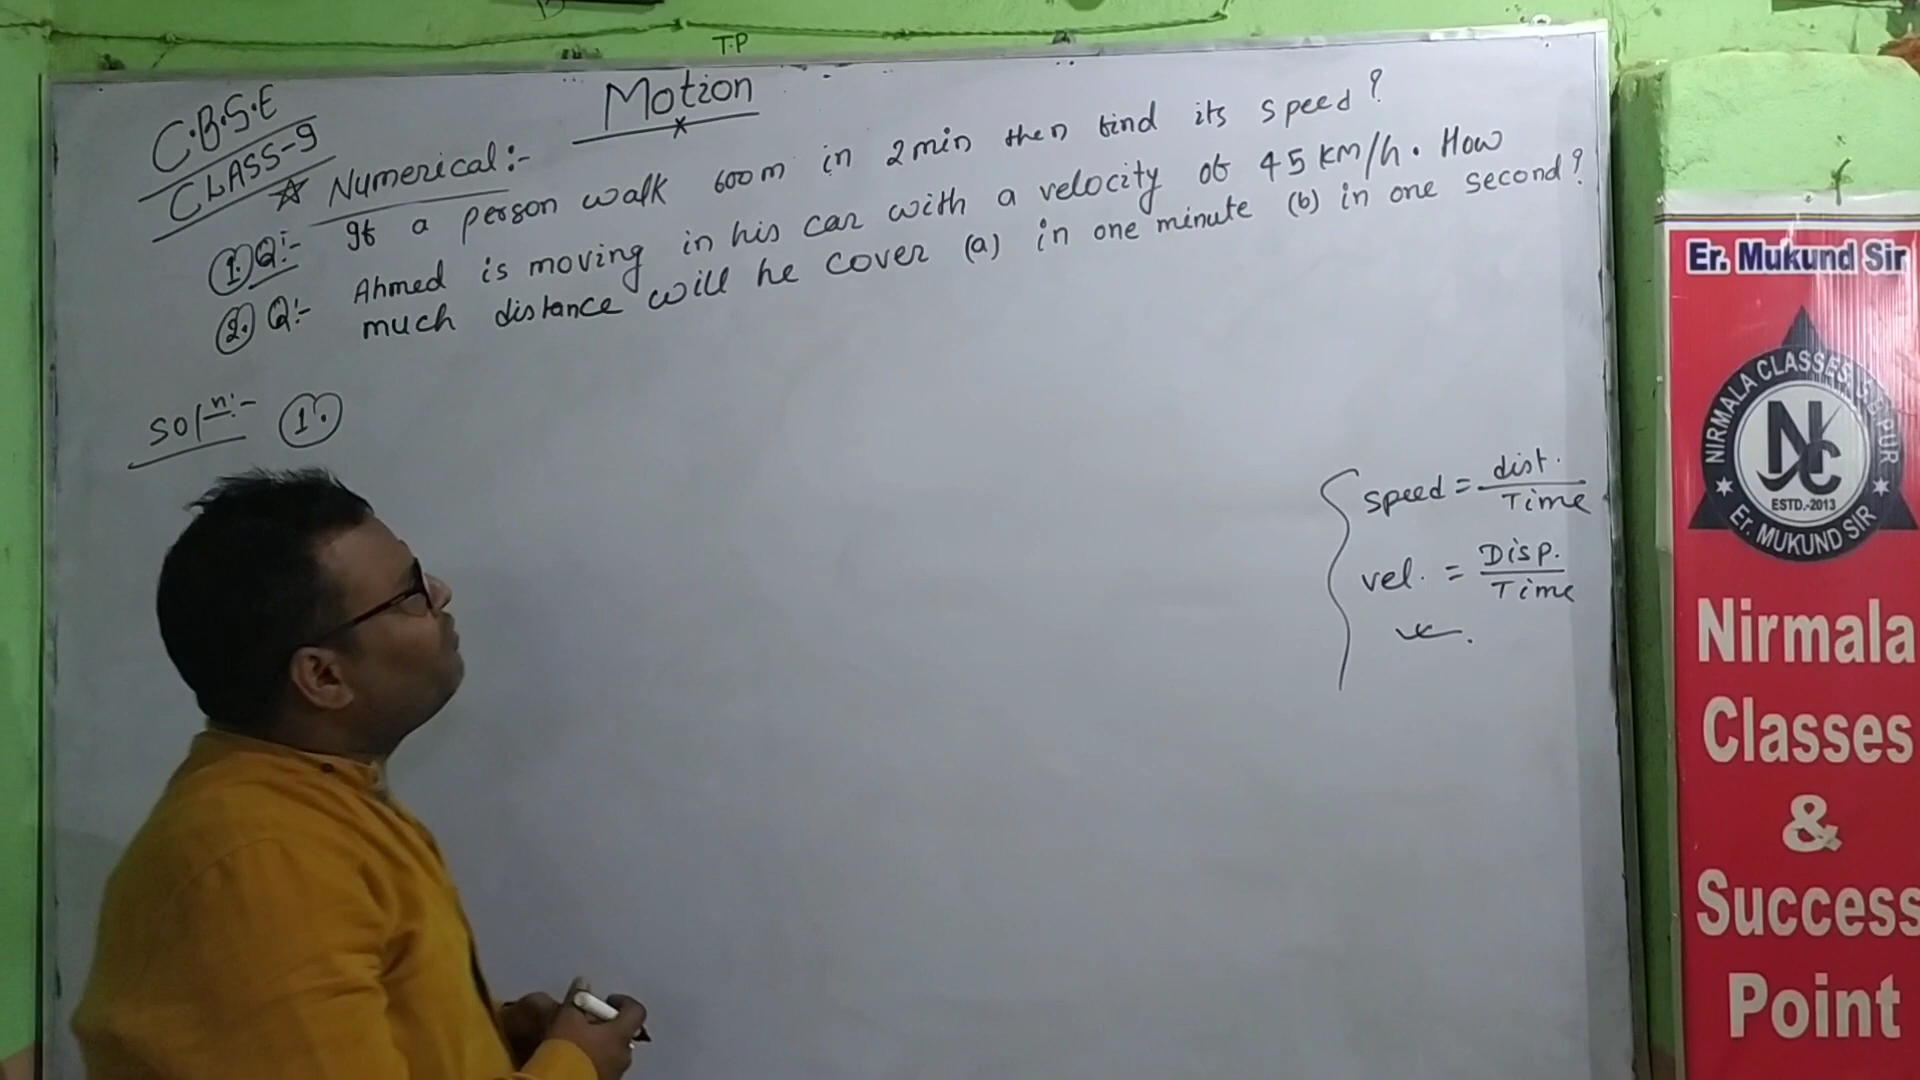 T.P
C.B.S.E
CLASS-9
Motion
Numerical:-
1. Q:- If a person walk 600m in 2min then find its speed?
2. Q:- Ahmed is moving in his car with a velocity of 45 KM/h. How
much distance will he cover (a) in one minute (b) in one second?
Solⁿ:- 1.
speed = dist. / Time
vel. = Disp. / Time
Er. Mukund Sir
NIRMALA CLASSES, S.B.PUR
NC
ESTD.-2013
Er. MUKUND SIR
Nirmala
Classes
&
Success
Point